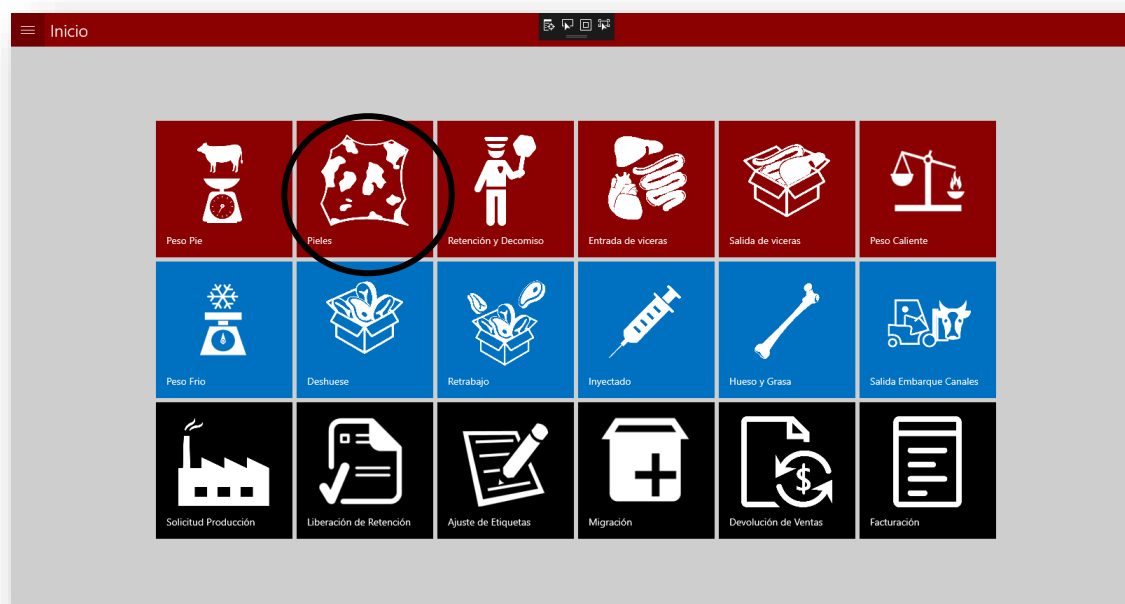 Inicio
Peso Pie
Pieles
Retención y Decomiso
Entrada de viceras
Salida de viceras
Peso Caliente
Peso Frio
Deshuese
Retrabajo
Inyectado
Hueso y Grasa
Salida Embarque Canales
$
Solicitud Producción
Liberación de Retención
Ajuste de Etiquetas
Migración
Devolución de Ventas
Facturación